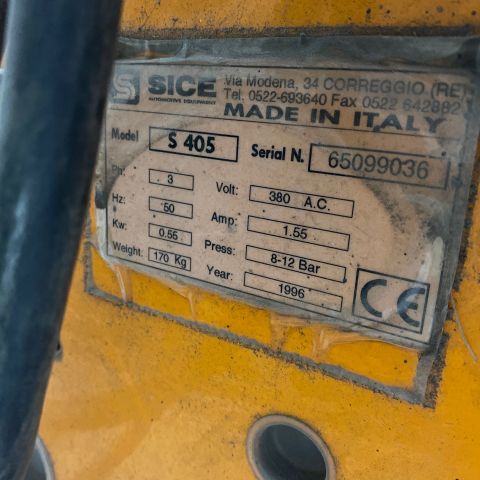 S SICE Via Modena, 34 CORREGGIO (RE)
AUTOMOTIVE EQUIPMENT Tel. 0522-693640 Fax 0522 642882
MADE IN ITALY
Model S 405 Serial N. 65099036
Ph: 3 Volt: 380 A.C.
Hz: 50 Amp: 1.55
Kw: 0.55 Press: 8-12 Bar
Weight: 170 Kg Year: 1996
CE